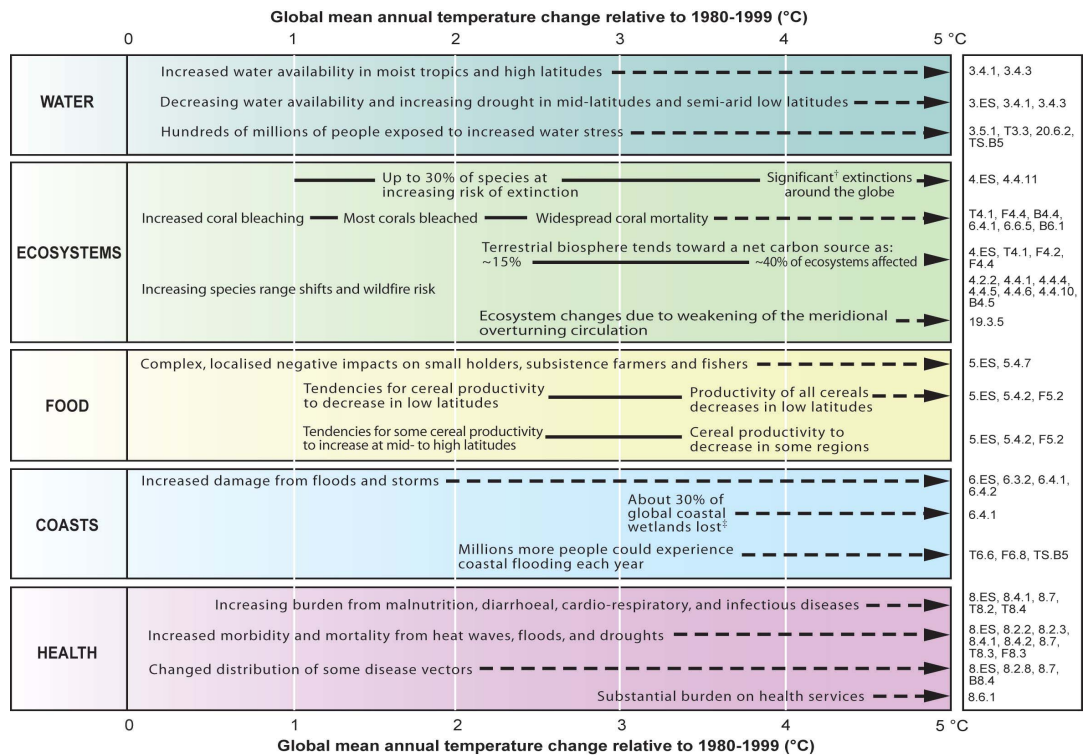 Global mean annual temperature change relative to 1980-1999 (°C)
0 1 2 3 4 5 °C
WATER
Increased water availability in moist tropics and high latitudes
3.4.1, 3.4.3
Decreasing water availability and increasing drought in mid-latitudes and semi-arid low latitudes
3.ES, 3.4.1, 3.4.3
Hundreds of millions of people exposed to increased water stress
3.5.1, T3.3, 20.6.2,
TS.B5
ECOSYSTEMS
Up to 30% of species at
increasing risk of extinction
Significant† extinctions
around the globe
4.ES, 4.4.11
Increased coral bleaching
Most corals bleached
Widespread coral mortality
T4.1, F4.4, B4.4,
6.4.1, 6.6.5, B6.1
Terrestrial biosphere tends toward a net carbon source as:
~15%
~40% of ecosystems affected
4.ES, T4.1, F4.2,
F4.4
Increasing species range shifts and wildfire risk
4.2.2, 4.4.1, 4.4.4,
4.4.5, 4.4.6, 4.4.10,
B4.5
Ecosystem changes due to weakening of the meridional
overturning circulation
19.3.5
FOOD
Complex, localised negative impacts on small holders, subsistence farmers and fishers
5.ES, 5.4.7
Tendencies for cereal productivity
to decrease in low latitudes
Productivity of all cereals
decreases in low latitudes
5.ES, 5.4.2, F5.2
Tendencies for some cereal productivity
to increase at mid- to high latitudes
Cereal productivity to
decrease in some regions
5.ES, 5.4.2, F5.2
COASTS
Increased damage from floods and storms
6.ES, 6.3.2, 6.4.1,
6.4.2
About 30% of
global coastal
wetlands lost‡
6.4.1
Millions more people could experience
coastal flooding each year
T6.6, F6.8, TS.B5
HEALTH
Increasing burden from malnutrition, diarrhoeal, cardio-respiratory, and infectious diseases
8.ES, 8.4.1, 8.7,
T8.2, T8.4
Increased morbidity and mortality from heat waves, floods, and droughts
8.ES, 8.2.2, 8.2.3,
8.4.1, 8.4.2, 8.7,
T8.3, F8.3
Changed distribution of some disease vectors
8.ES, 8.2.8, 8.7,
B8.4
Substantial burden on health services
8.6.1
0 1 2 3 4 5 °C
Global mean annual temperature change relative to 1980-1999 (°C)